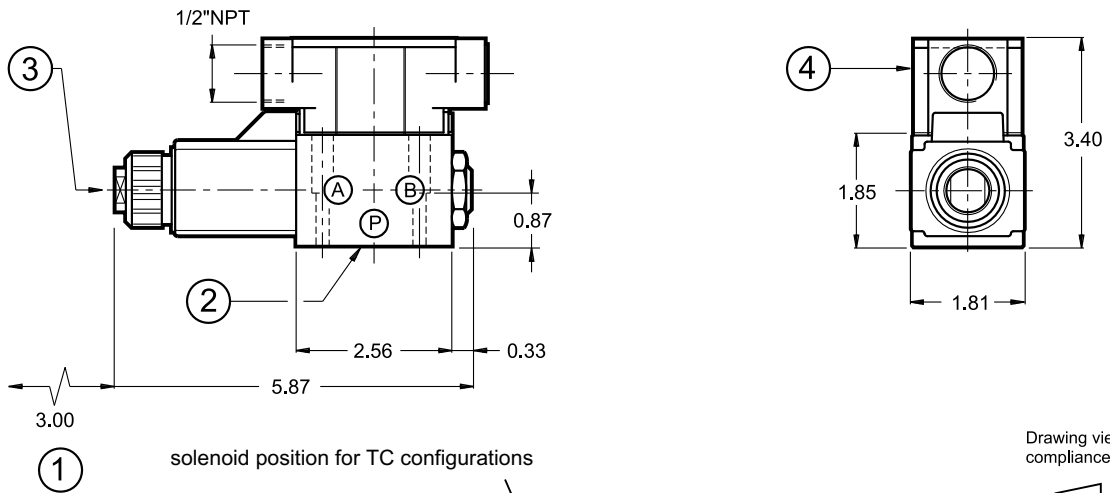 1/2"NPT
3
4
3.40
1.85
A
B
0.87
P
2
1.81
2.56
0.33
5.87
3.00
1
solenoid position for TC configurations
Drawing vie
compliance